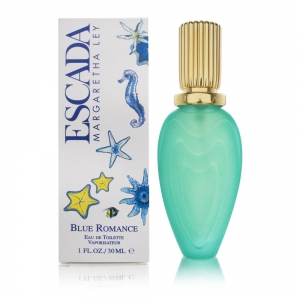 ESCADA
MARGARETHA LEY
BLUE ROMANCE
EAU DE TOILETTE
VAPORISATEUR
1 FL.OZ./30ML ℮